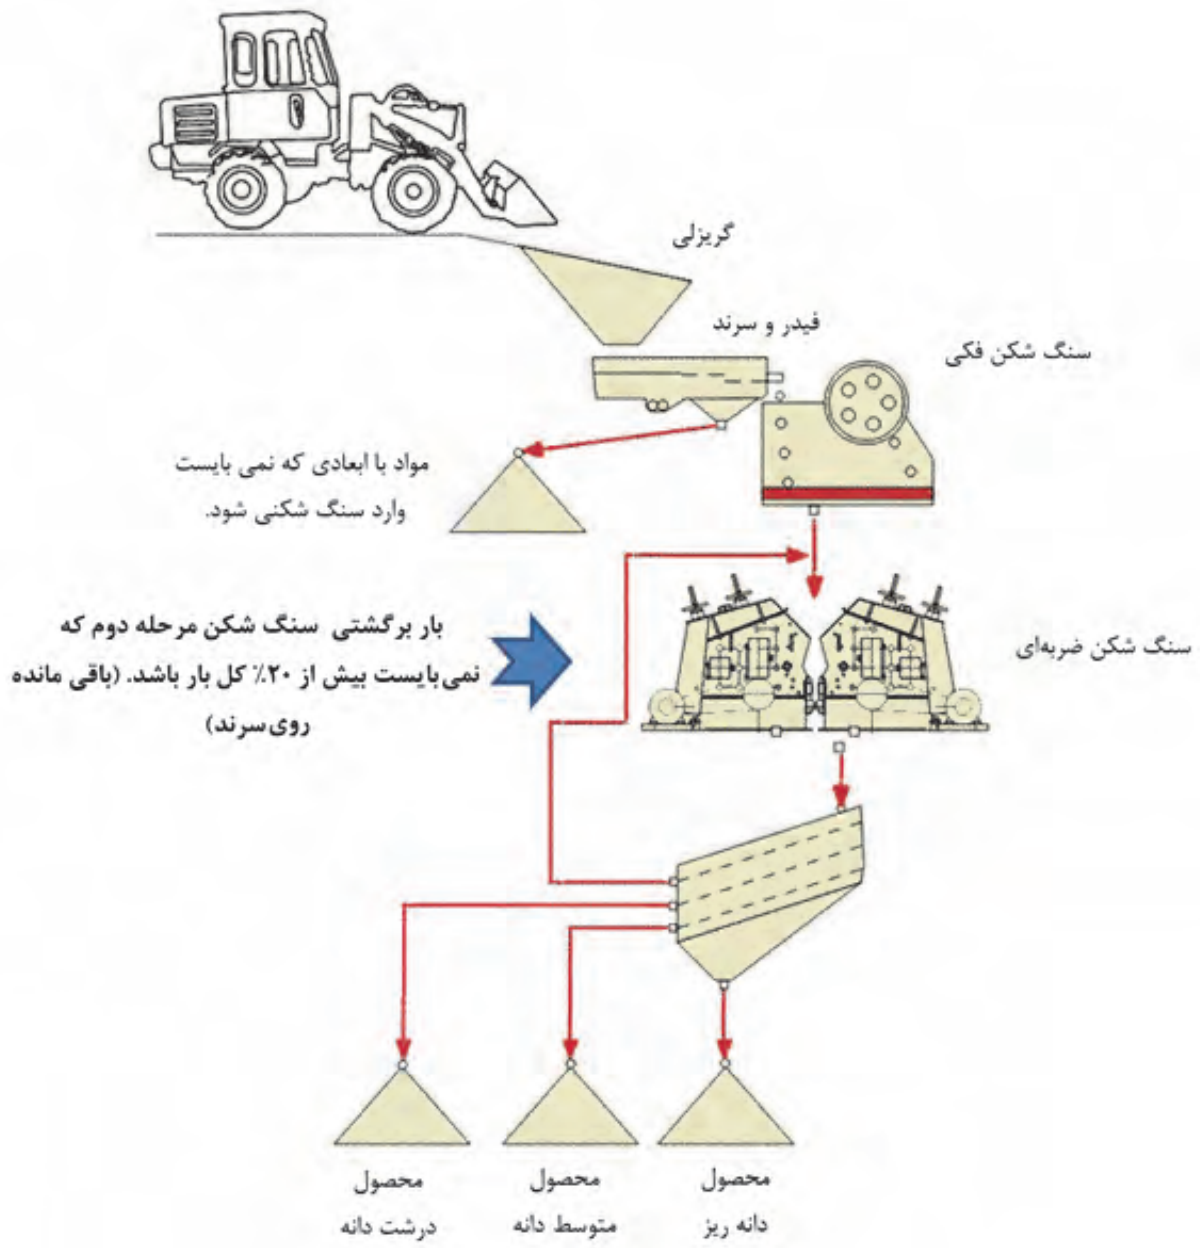 گریزلی
فیدر و سرند
سنگ شکن فکی
مواد با ابعادی که نمی بایست
وارد سنگ شکنی شود.
بار برگشتی سنگ شکن مرحله دوم که
نمی‌بایست بیش از ۲۰٪ کل بار باشد. (باقی مانده
روی‌سرند)
سنگ شکن ضربه‌ای
محصول
دانه ریز
محصول
متوسط دانه
محصول
درشت دانه